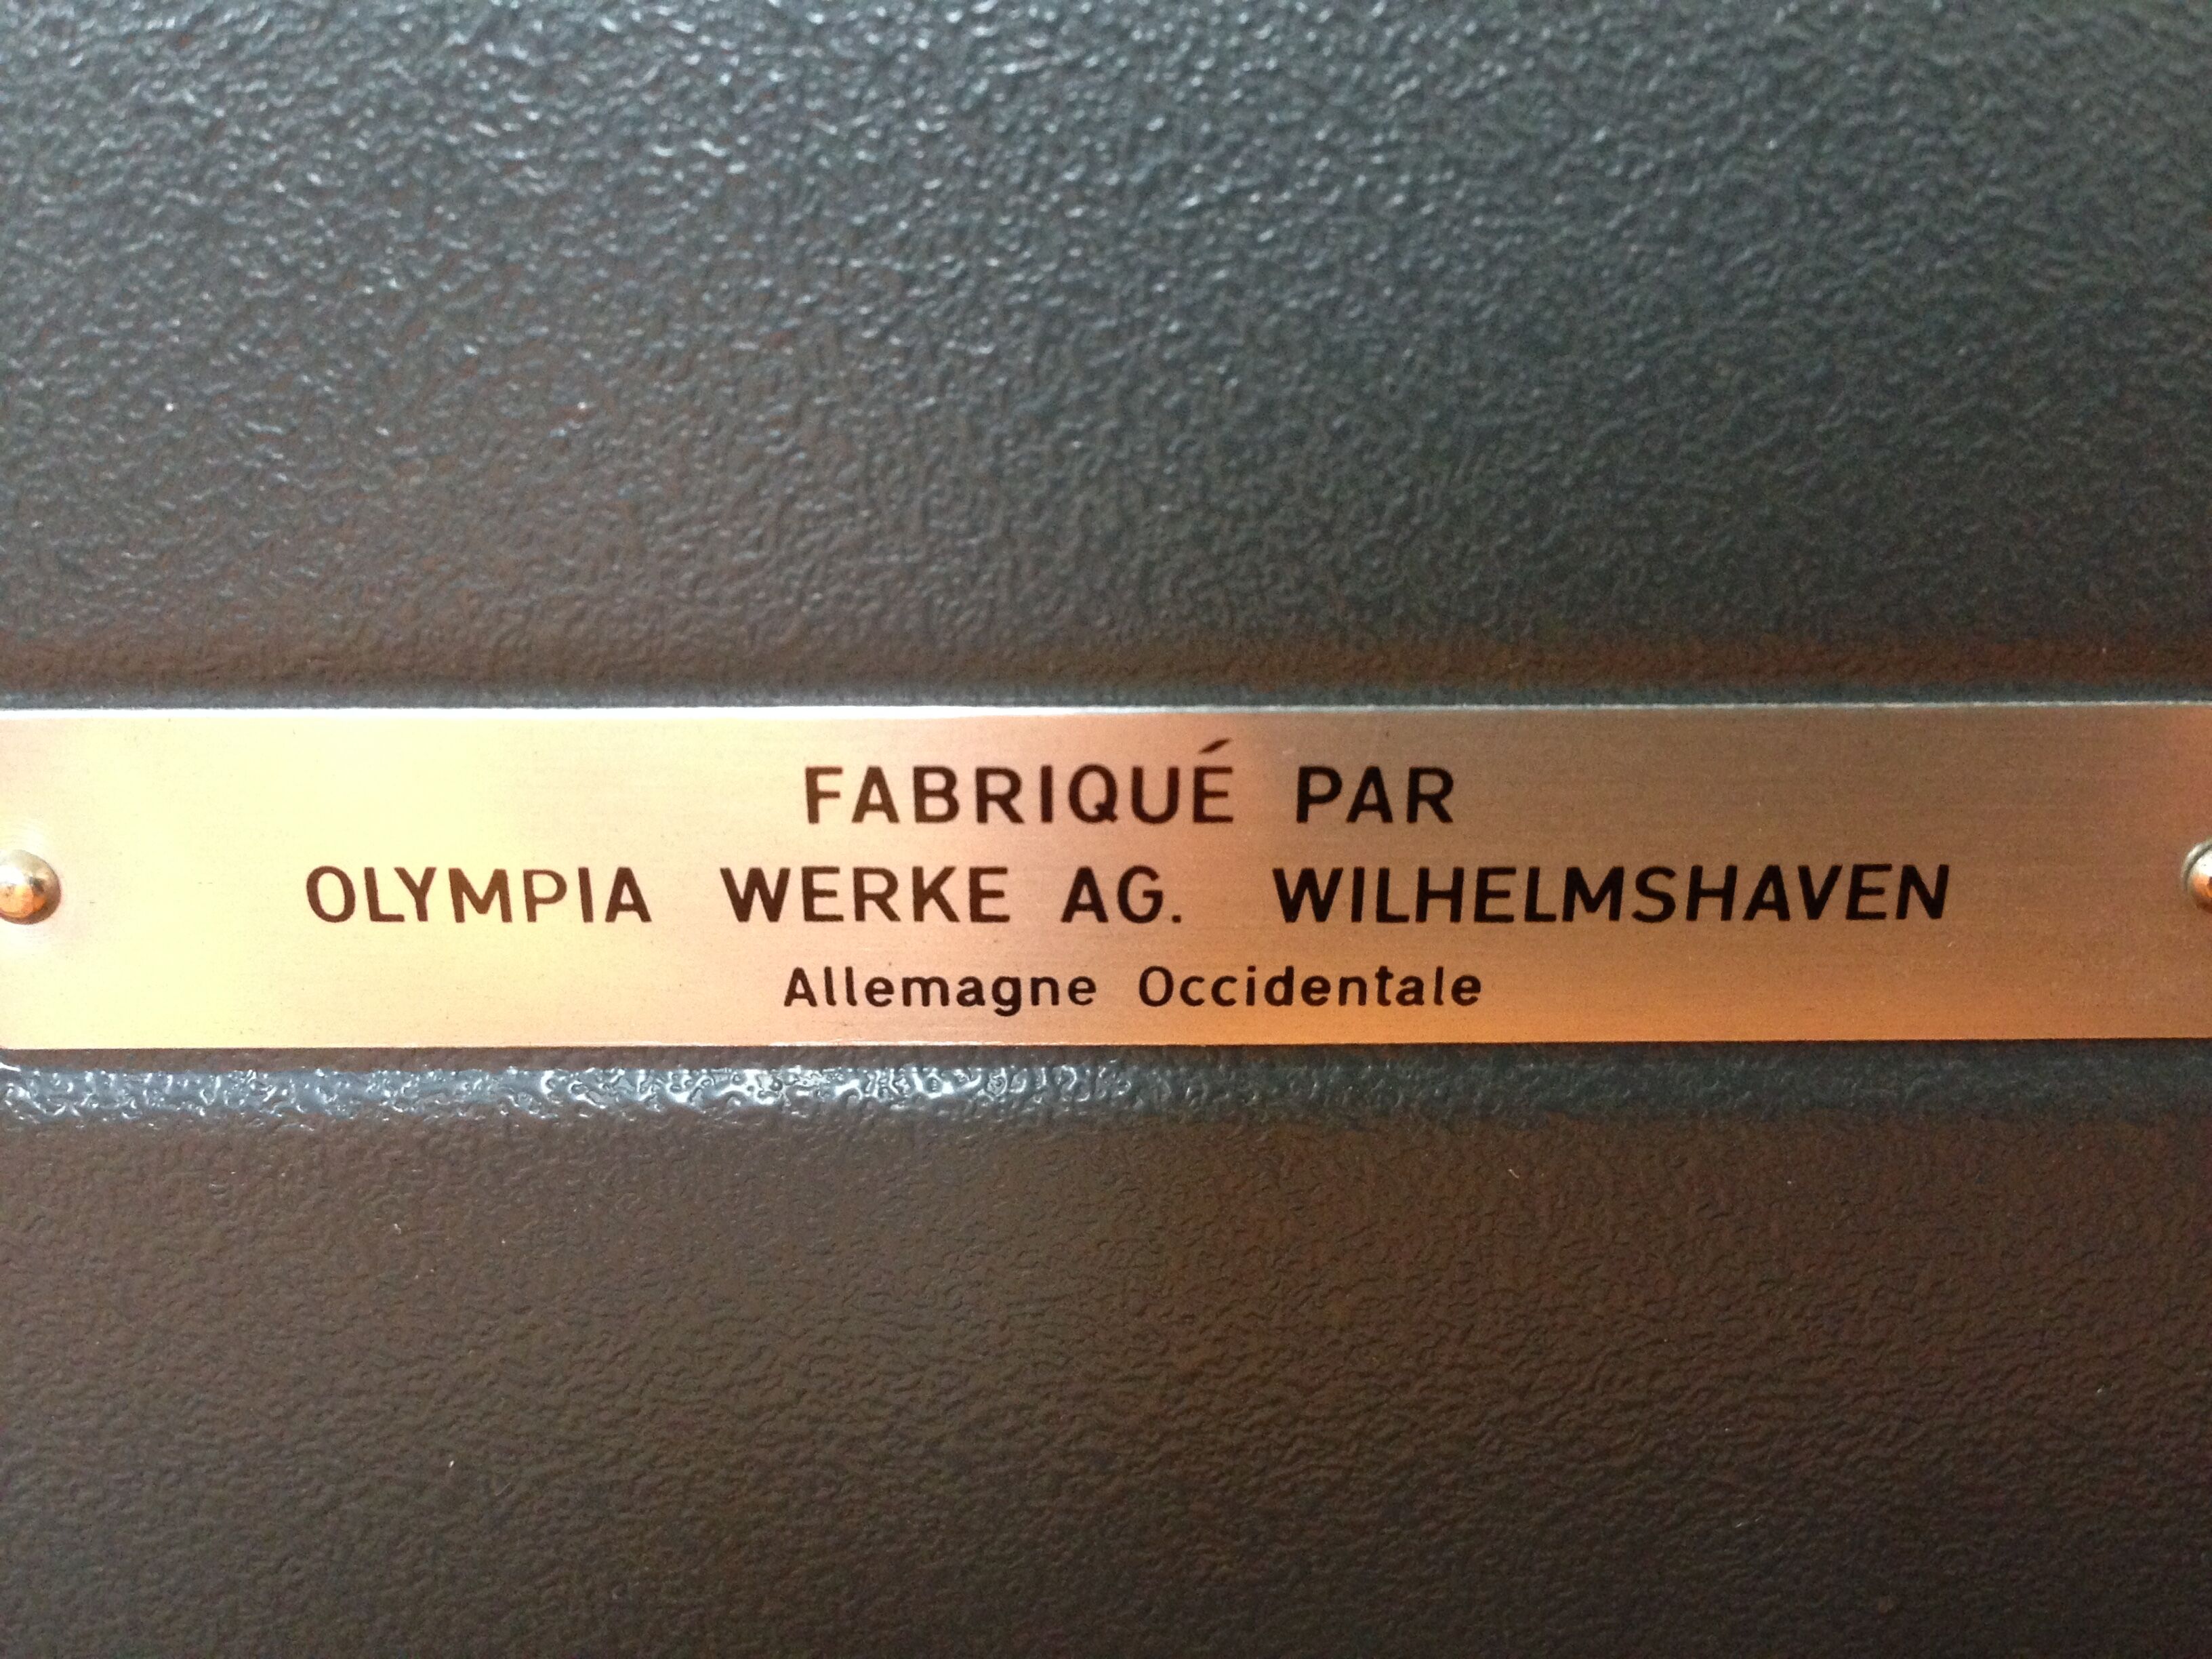 FABRIQUÉ PAR
OLYMPIA WERKE AG. WILHELMSHAVEN
Allemagne Occidentale